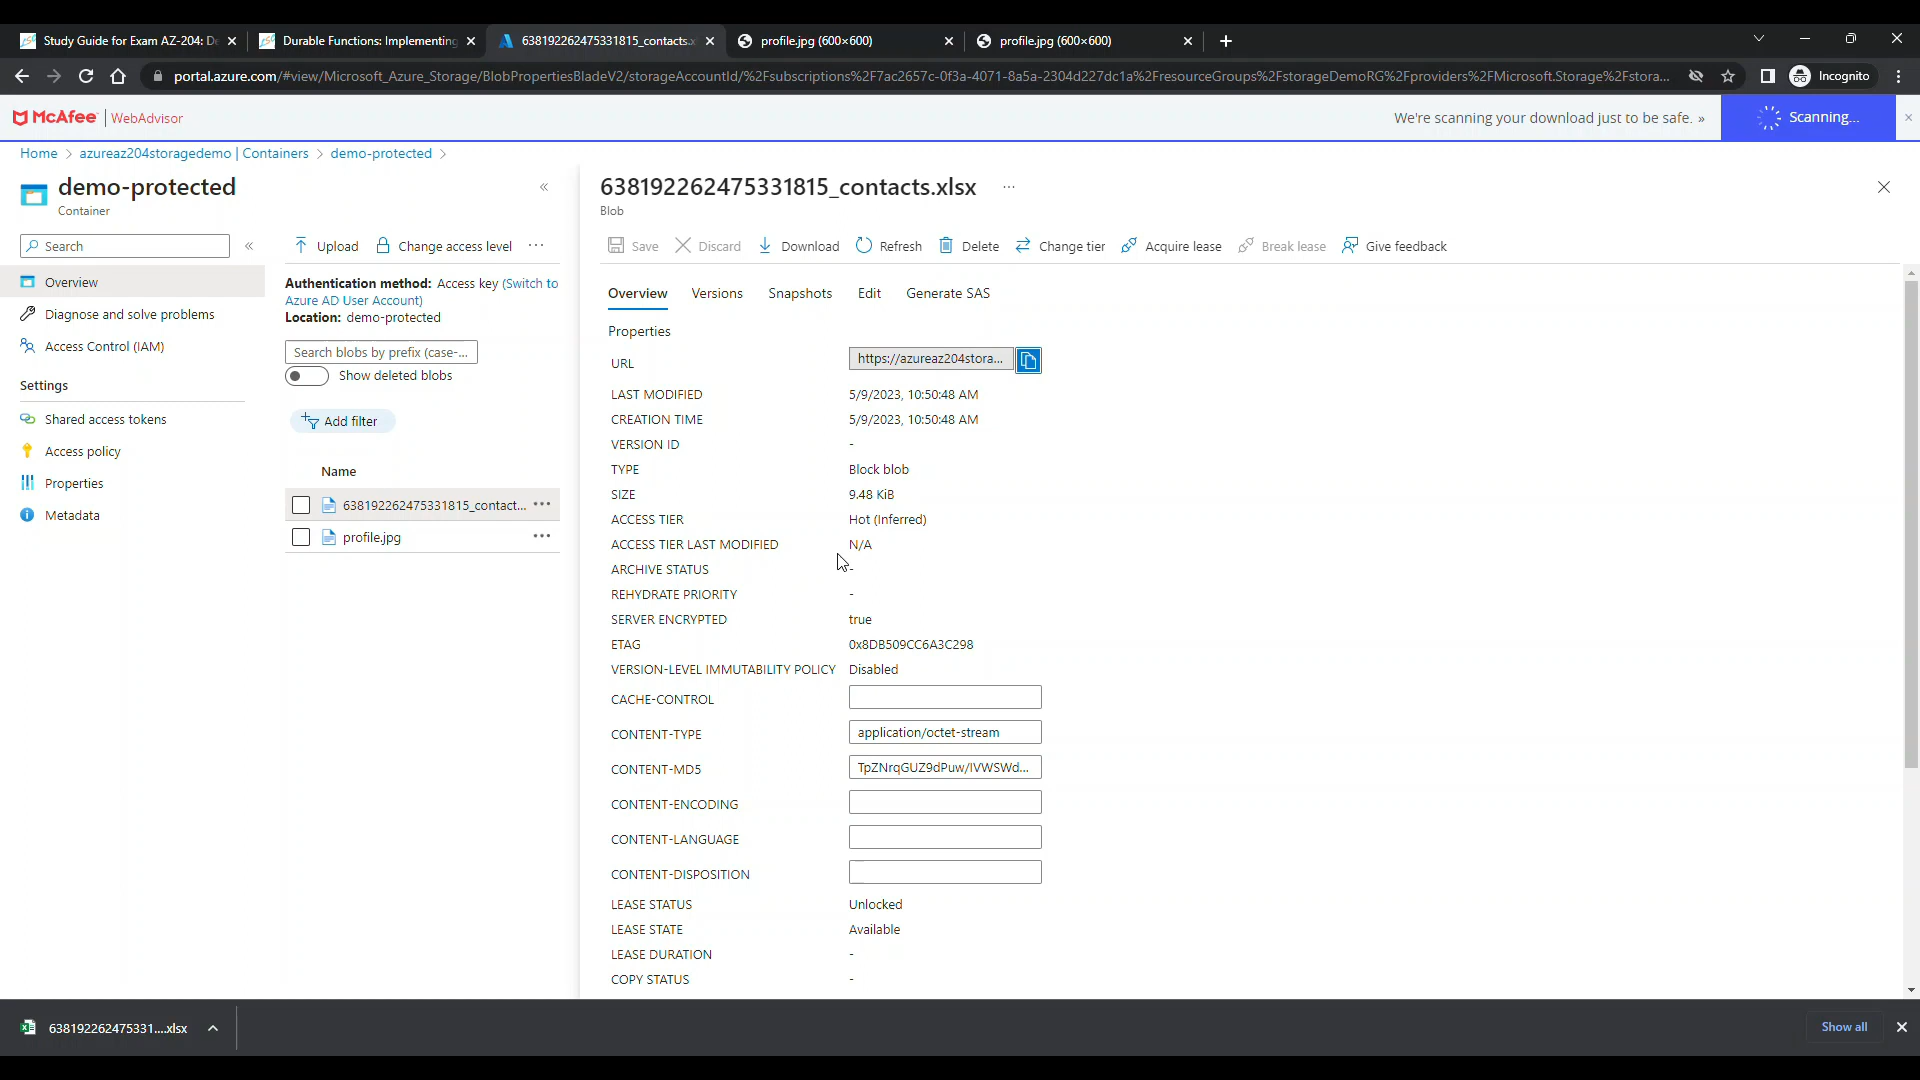 Study Guide for Exam AZ-204: De
Durable Functions: Implementing
638192262475331815_contacts.x
profile.jpg (600×600)
profile.jpg (600×600)
portal.azure.com/#view/Microsoft_Azure_Storage/BlobPropertiesBladeV2/storageAccountId/%2Fsubscriptions%2F7ac2657c-0f3a-4071-8a5a-2304d227dc1a%2FresourceGroups%2FstorageDemoRG%2Fproviders%2FMicrosoft.Storage%2Fstora...
Incognito
McAfee | WebAdvisor
We're scanning your download just to be safe. »
Scanning...
Home > azureaz204storagedemo | Containers > demo-protected >
demo-protected
Container
Search
Overview
Diagnose and solve problems
Access Control (IAM)
Settings
Shared access tokens
Access policy
Properties
Metadata
Upload
Change access level
Authentication method: Access key (Switch to
Azure AD User Account)
Location: demo-protected
Search blobs by prefix (case-...
Show deleted blobs
Add filter
Name
638192262475331815_contact...
profile.jpg
638192262475331815_contacts.xlsx
Blob
Save
Discard
Download
Refresh
Delete
Change tier
Acquire lease
Break lease
Give feedback
Overview
Versions
Snapshots
Edit
Generate SAS
Properties
URL https://azureaz204stora...
LAST MODIFIED 5/9/2023, 10:50:48 AM
CREATION TIME 5/9/2023, 10:50:48 AM
VERSION ID -
TYPE Block blob
SIZE 9.48 KiB
ACCESS TIER Hot (Inferred)
ACCESS TIER LAST MODIFIED N/A
ARCHIVE STATUS -
REHYDRATE PRIORITY -
SERVER ENCRYPTED true
ETAG 0x8DB509CC6A3C298
VERSION-LEVEL IMMUTABILITY POLICY Disabled
CACHE-CONTROL
CONTENT-TYPE application/octet-stream
CONTENT-MD5 TpZNrqGUZ9dPuw/IVWSWd...
CONTENT-ENCODING
CONTENT-LANGUAGE
CONTENT-DISPOSITION
LEASE STATUS Unlocked
LEASE STATE Available
LEASE DURATION -
COPY STATUS -
638192262475331....xlsx
Show all